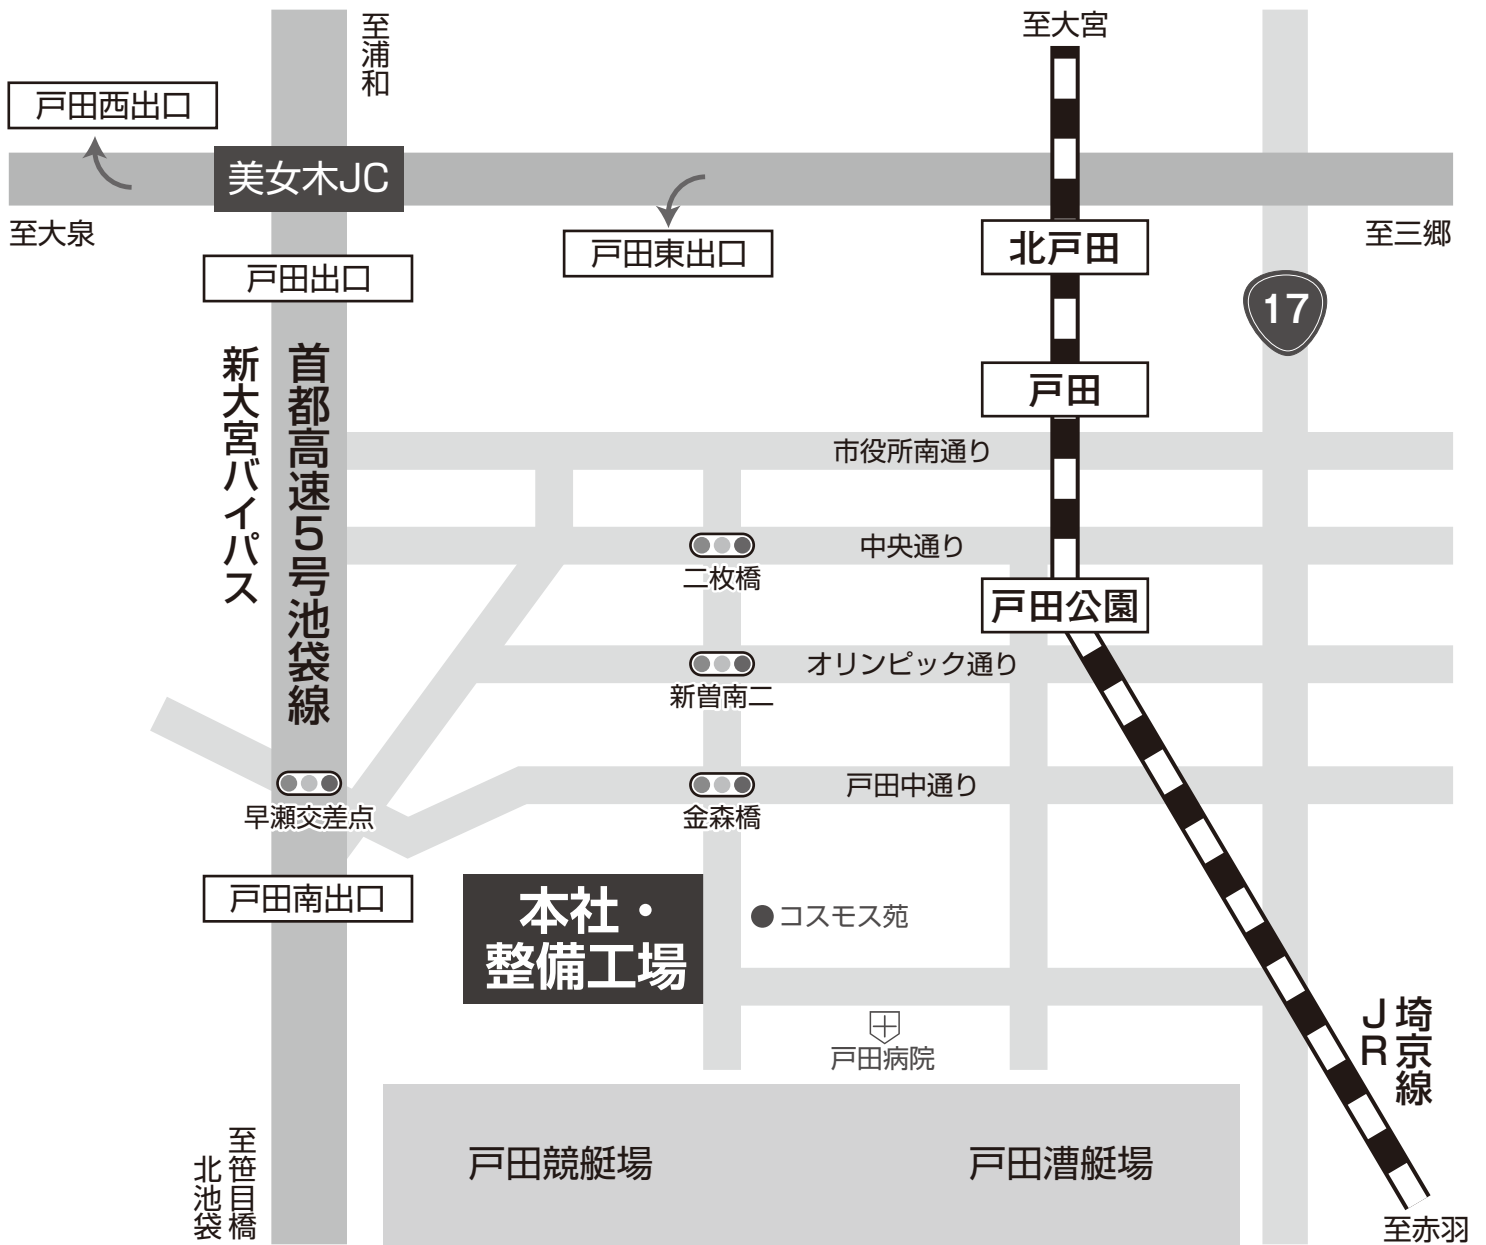 至浦和
至大宮
戸田西出口
美女木JC
至大泉
戸田東出口
至三郷
北戸田
戸田出口
17
新大宮バイパス
首都高速5号池袋線
戸田
市役所南通り
中央通り
二枚橋
戸田公園
オリンピック通り
新曽南二
戸田中通り
早瀬交差点
金森橋
戸田南出口
本社・
整備工場
コスモス苑
戸田病院
JR
埼京線
戸田競艇場
戸田漕艇場
至笹目橋
北池袋
至赤羽